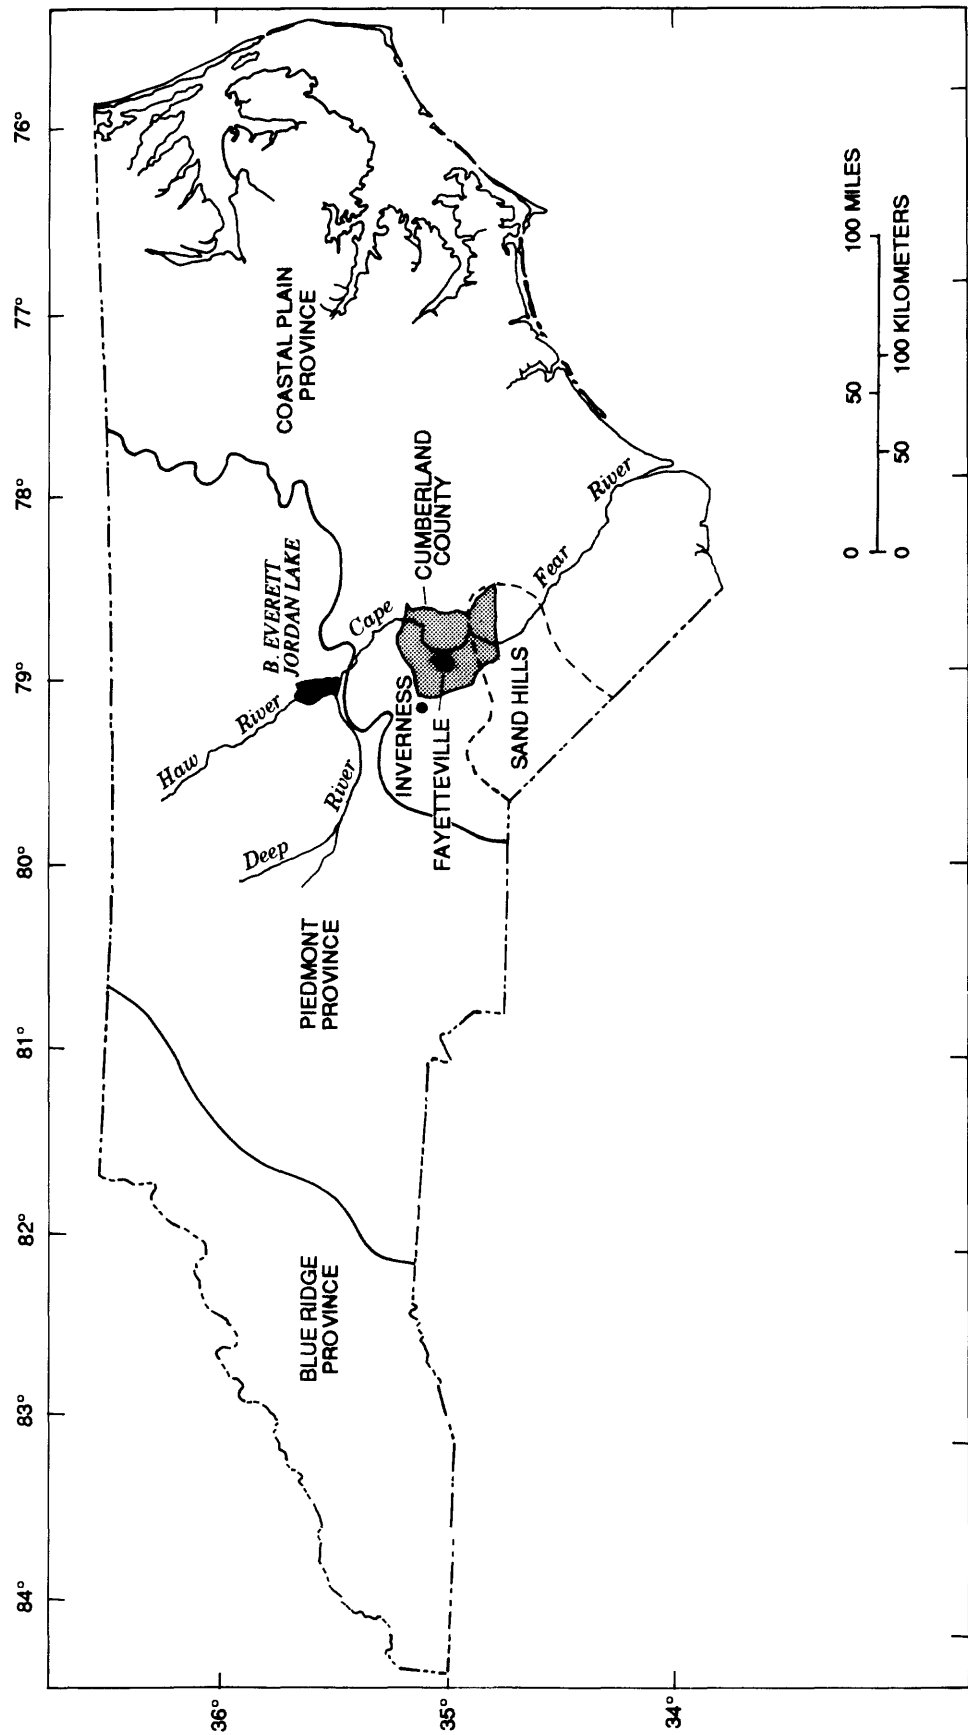 84°
83°
82°
81°
80°
79°
78°
77°
76°
36°
35°
34°
BLUE RIDGE
PROVINCE
PIEDMONT
PROVINCE
COASTAL PLAIN
PROVINCE
Haw River
Deep River
B. EVERETT
JORDAN LAKE
Cape Fear River
CUMBERLAND
COUNTY
INVERNESS
FAYETTEVILLE
SAND HILLS
0 50 100 MILES
0 50 100 KILOMETERS